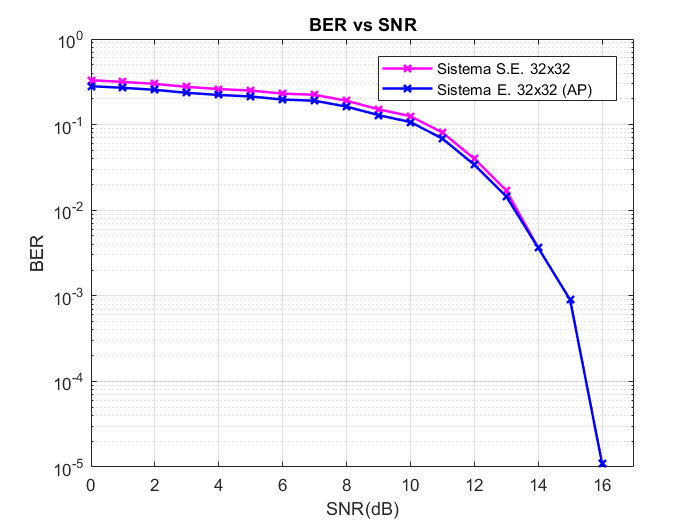 BER vs SNR
Sistema S.E. 32x32
Sistema E. 32x32 (AP)
BER
10^0
10^-1
10^-2
10^-3
10^-4
10^-5
0 2 4 6 8 10 12 14 16
SNR(dB)